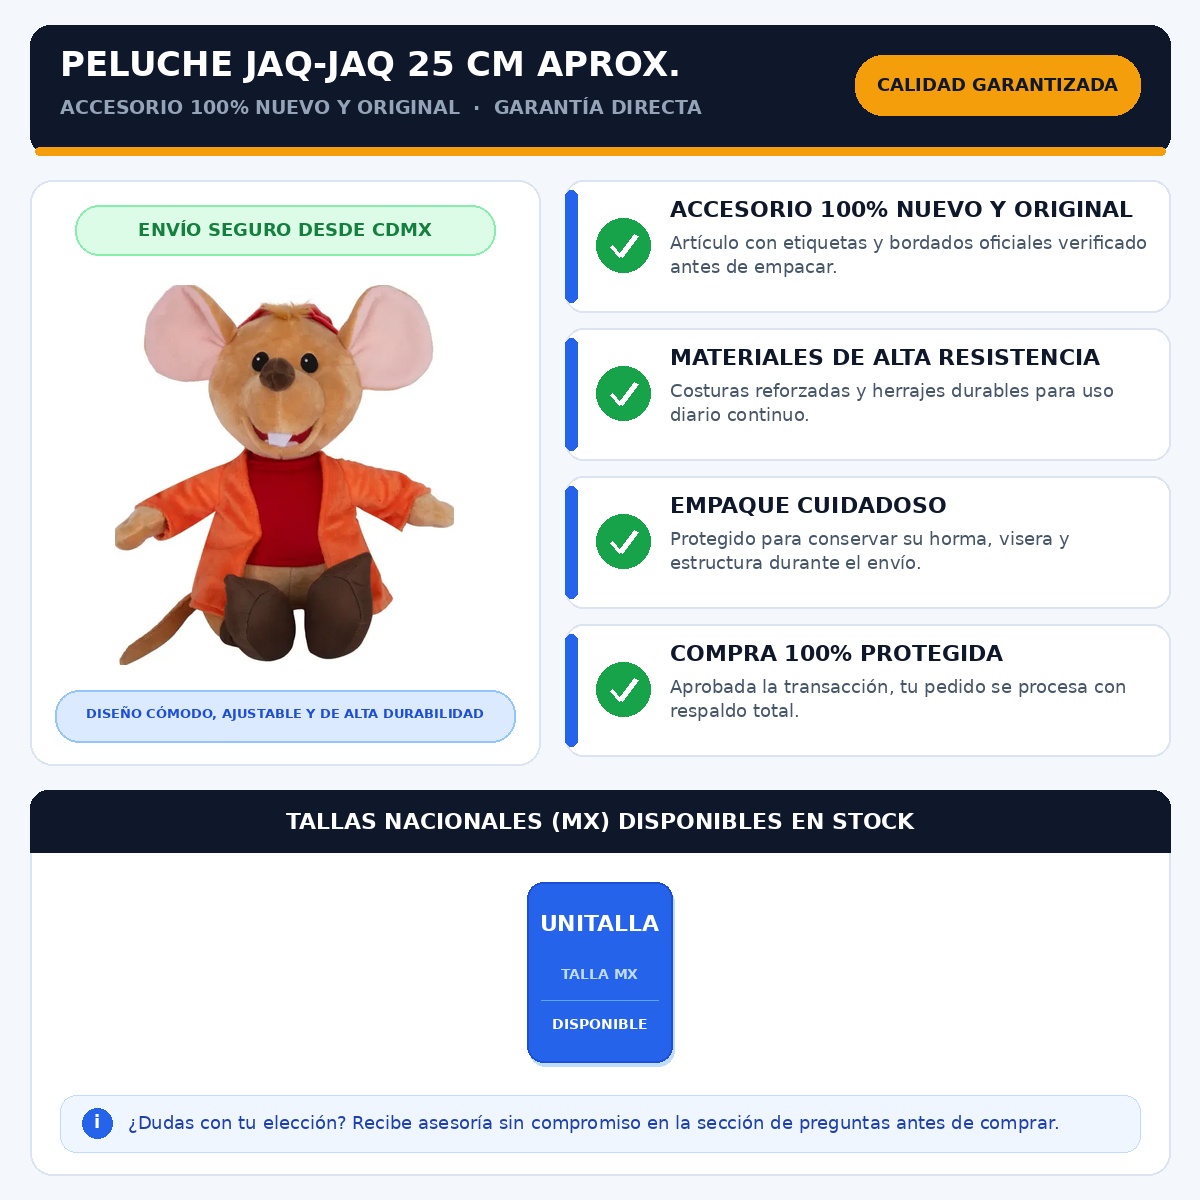 PELUCHE JAQ-JAQ 25 CM APROX.
ACCESORIO 100% NUEVO Y ORIGINAL · GARANTÍA DIRECTA
CALIDAD GARANTIZADA
ENVÍO SEGURO DESDE CDMX
DISEÑO CÓMODO, AJUSTABLE Y DE ALTA DURABILIDAD
ACCESORIO 100% NUEVO Y ORIGINAL
Artículo con etiquetas y bordados oficiales verificado
antes de empacar.
MATERIALES DE ALTA RESISTENCIA
Costuras reforzadas y herrajes durables para uso
diario continuo.
EMPAQUE CUIDADOSO
Protegido para conservar su horma, visera y
estructura durante el envío.
COMPRA 100% PROTEGIDA
Aprobada la transacción, tu pedido se procesa con
respaldo total.
TALLAS NACIONALES (MX) DISPONIBLES EN STOCK
UNITALLA
TALLA MX
DISPONIBLE
i ¿Dudas con tu elección? Recibe asesoría sin compromiso en la sección de preguntas antes de comprar.